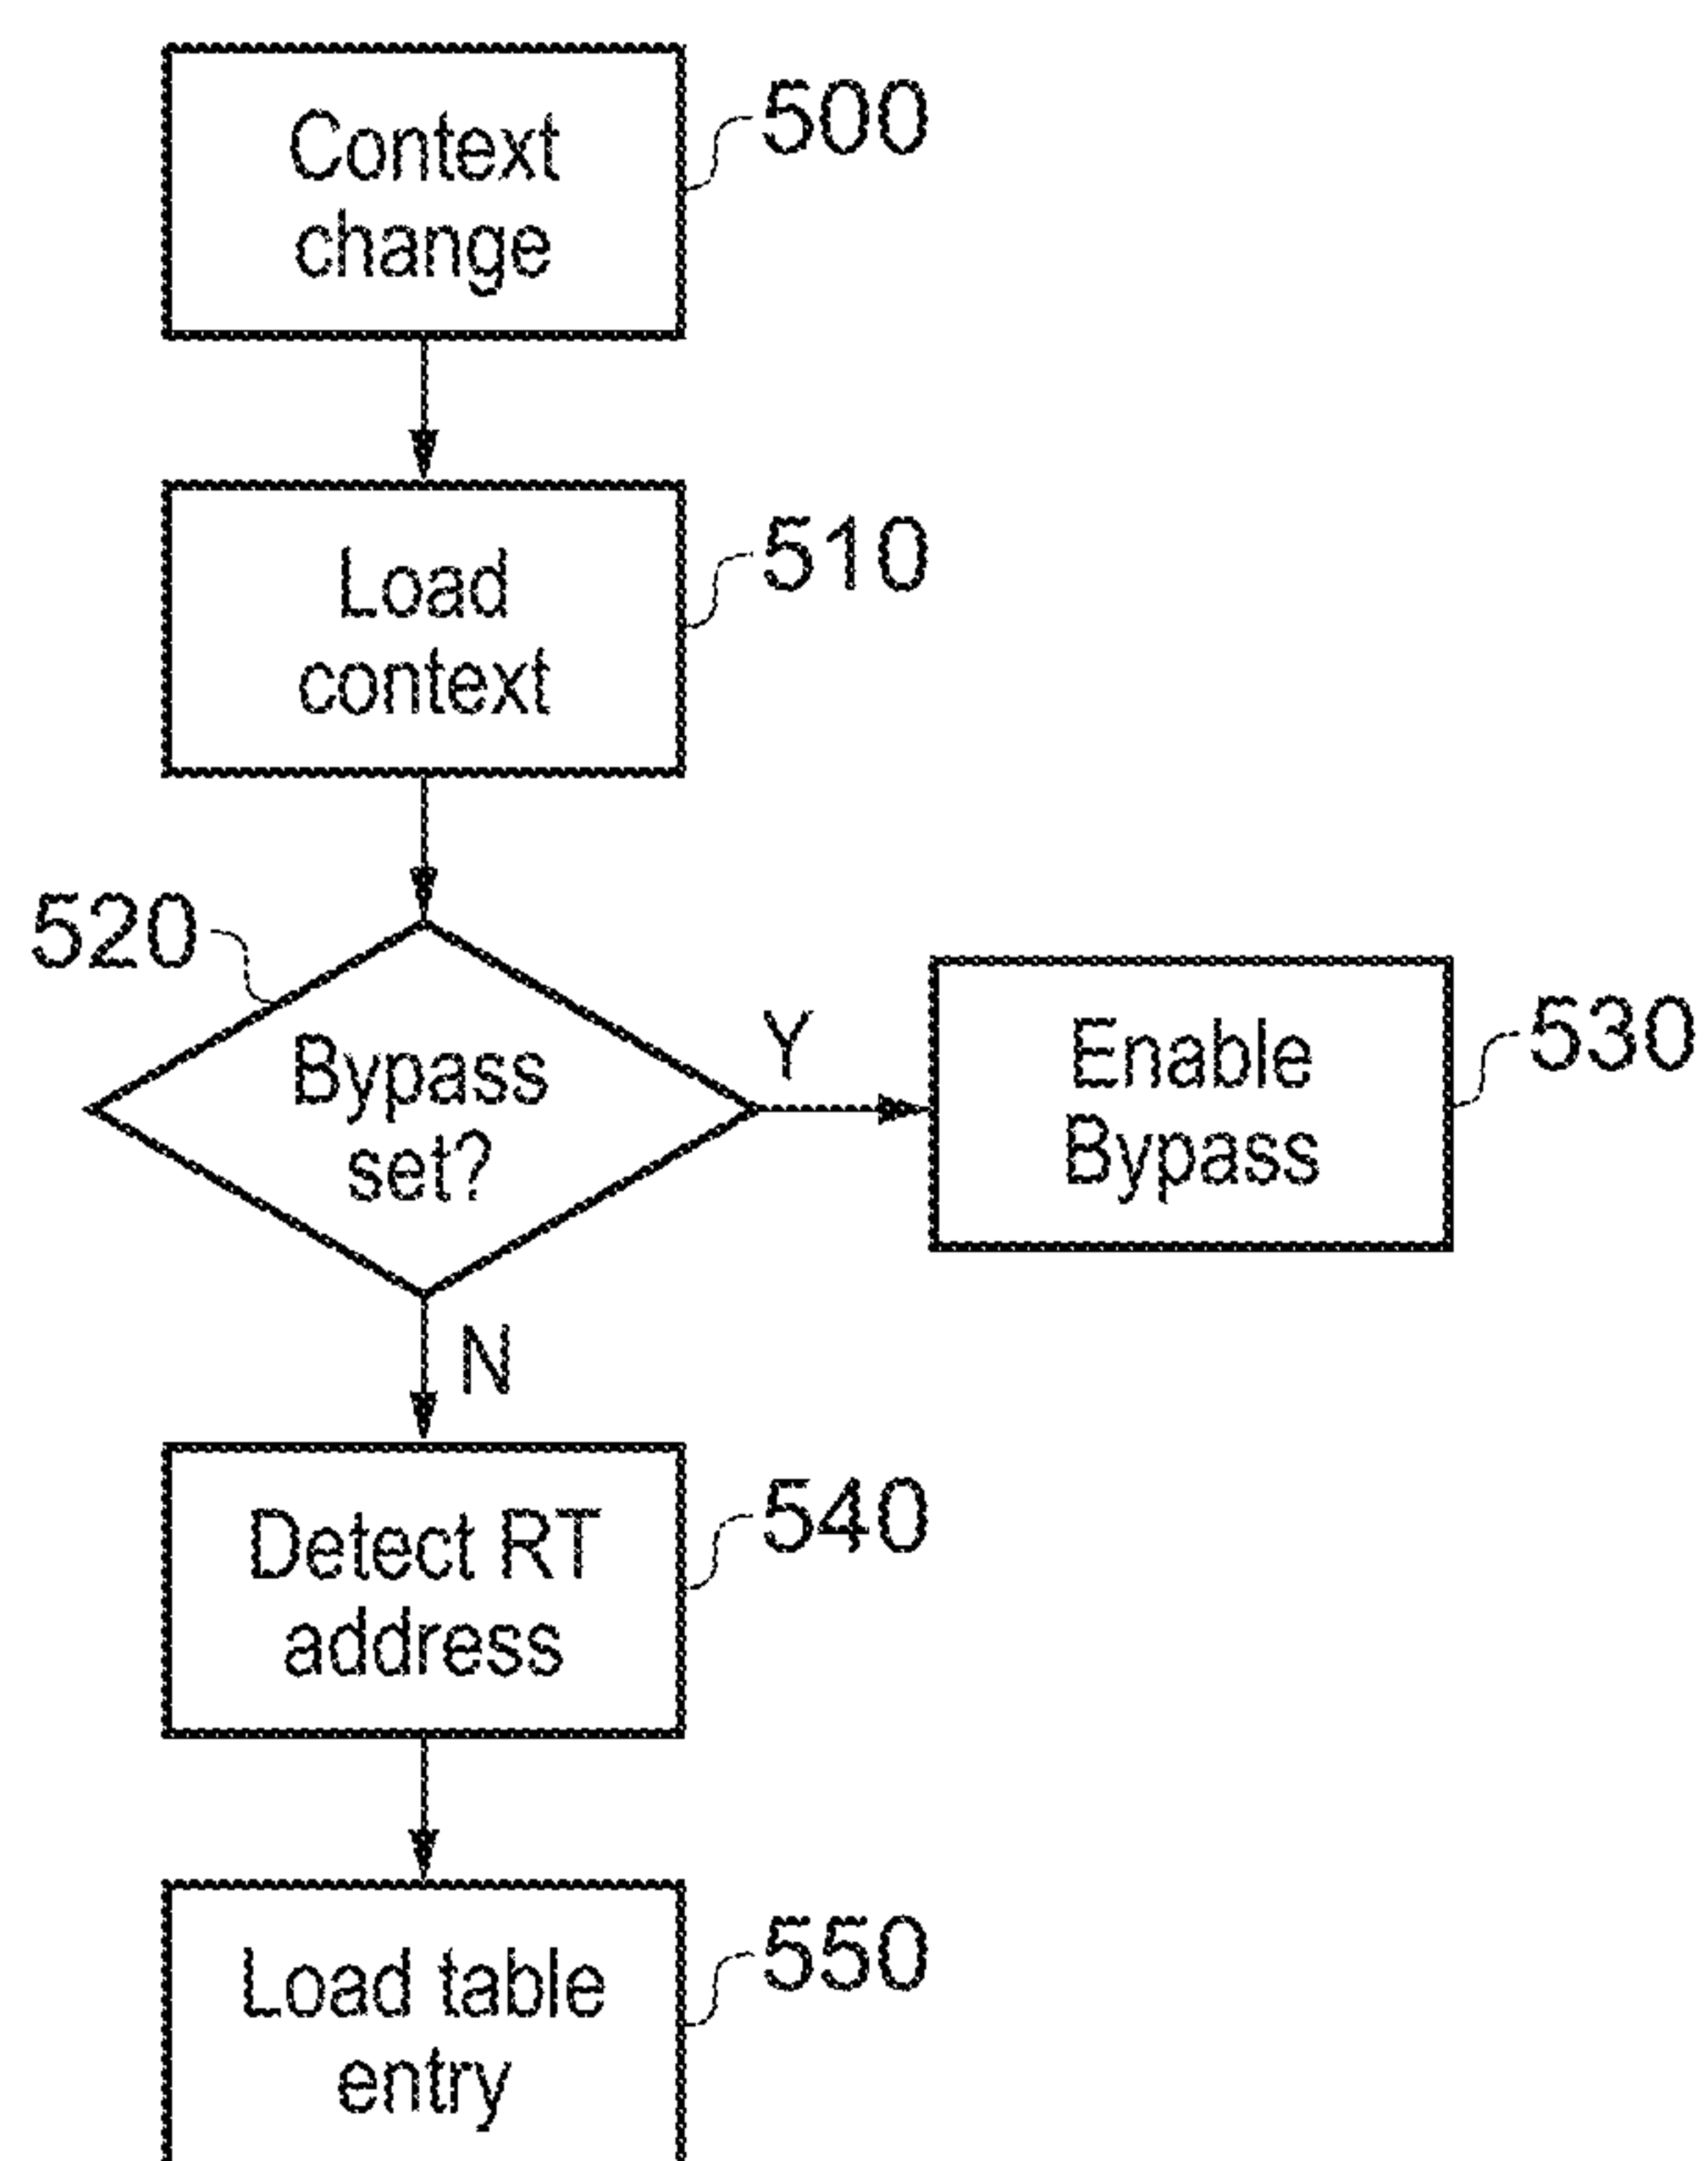 Context
change
500
Load
context
510
520
Bypass
set?
Y
Enable
Bypass
530
N
Detect RT
address
540
Load table
entry
550